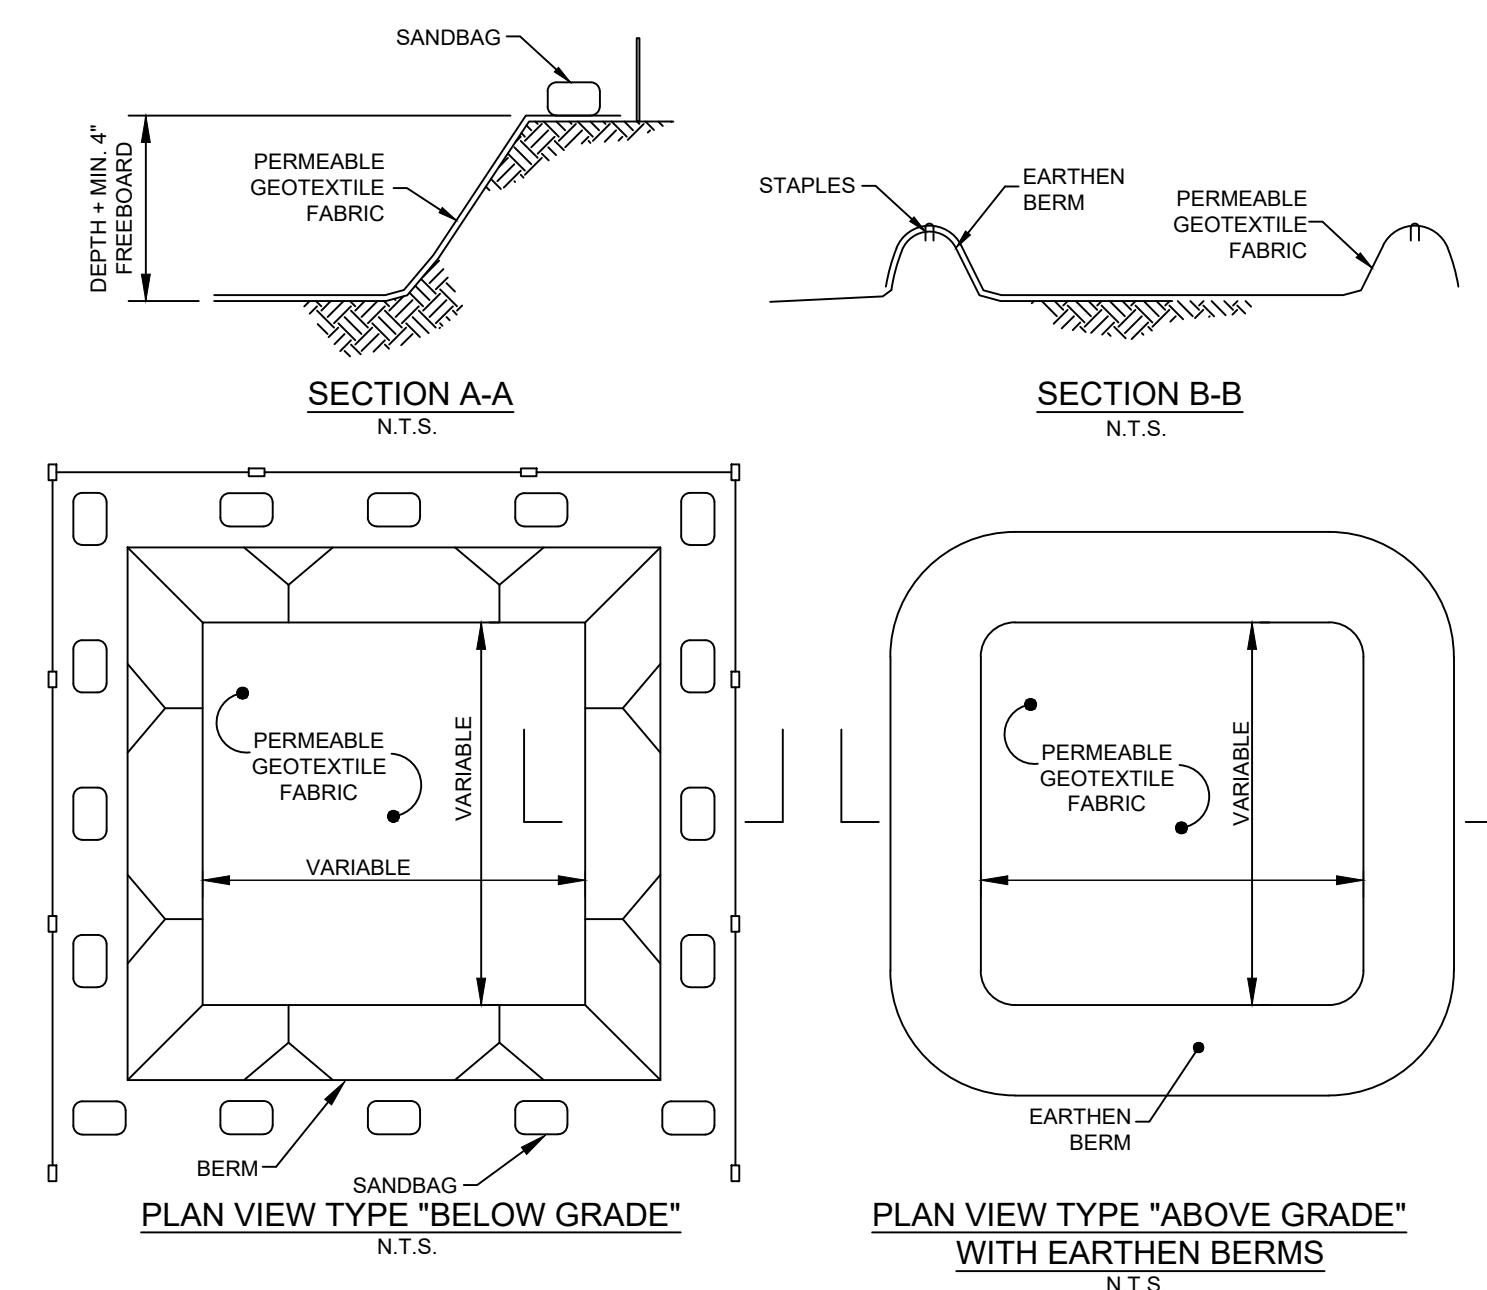 SANDBAG
DEPTH + MIN. 4"
FREEBOARD
PERMEABLE
GEOTEXTILE
FABRIC
SECTION A-A
N.T.S.
STAPLES
EARTHEN
BERM
PERMEABLE
GEOTEXTILE
FABRIC
SECTION B-B
N.T.S.
PERMEABLE
GEOTEXTILE
FABRIC
VARIABLE
VARIABLE
BERM
SANDBAG
PLAN VIEW TYPE "BELOW GRADE"
N.T.S.
PERMEABLE
GEOTEXTILE
FABRIC
VARIABLE
EARTHEN
BERM
PLAN VIEW TYPE "ABOVE GRADE"
WITH EARTHEN BERMS
N.T.S.